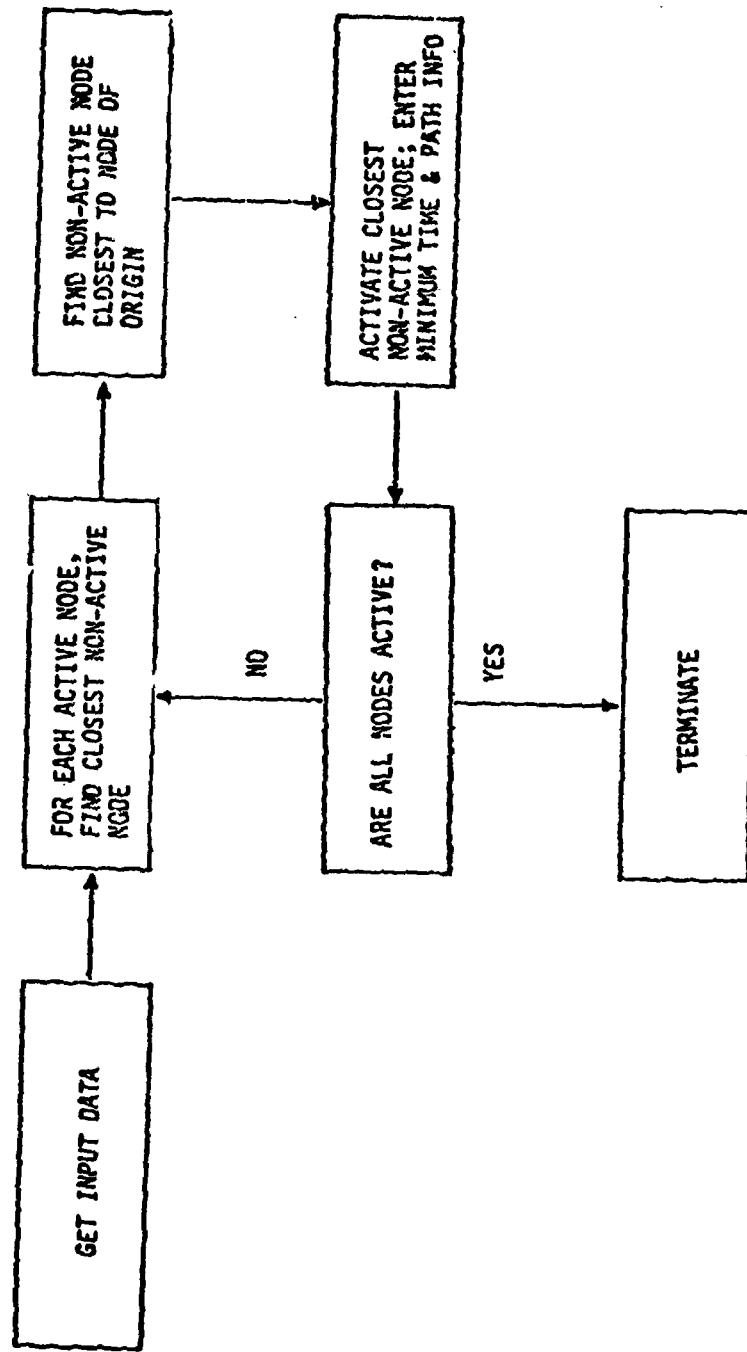 GET INPUT DATA
FOR EACH ACTIVE NODE,
FIND CLOSEST NON-ACTIVE
NODE
FIND NON-ACTIVE NODE
CLOSEST TO NODE OF
ORIGIN
ACTIVATE CLOSEST
NON-ACTIVE NODE; ENTER
MINIMUM TIME & PATH INFO
ARE ALL NODES ACTIVE?
NO
YES
TERMINATE